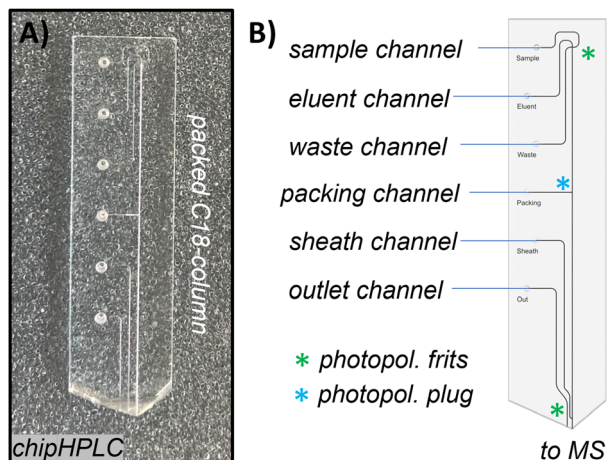 A)
packed C18-column
chipHPLC
B)
sample channel
eluent channel
waste channel
packing channel
sheath channel
outlet channel
* photopol. frits
* photopol. plug
Sample
*
Eluent
Waste
*
Packing
Sheath
Out
*
to MS